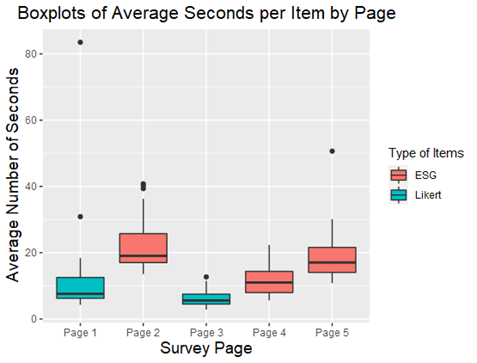 Boxplots of Average Seconds per Item by Page
Average Number of Seconds
80
60
40
20
0
Page 1 Page 2 Page 3 Page 4 Page 5
Survey Page
Type of Items
ESG
Likert